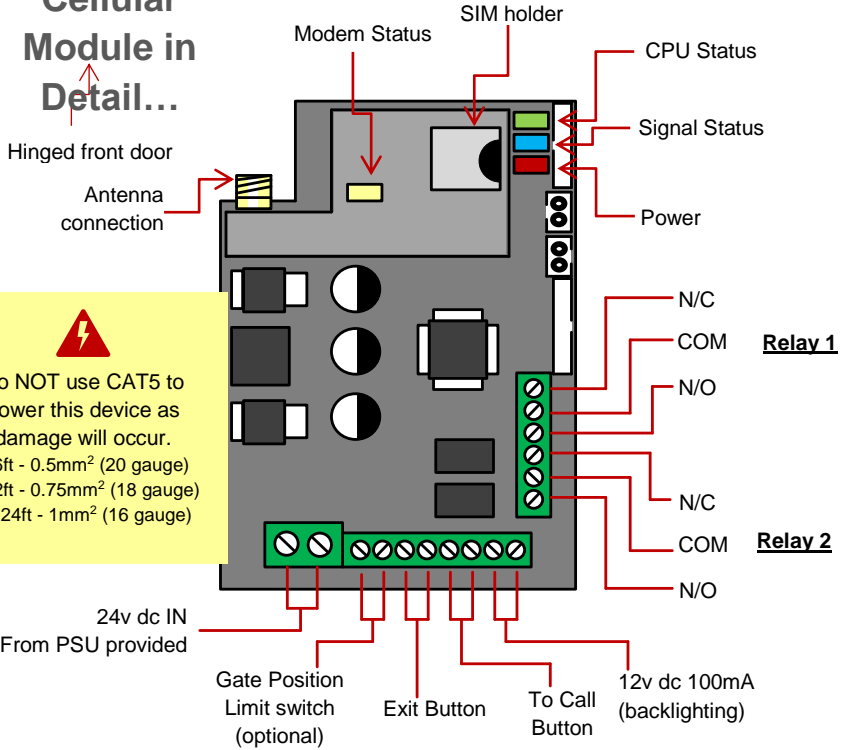 Module in
Detail…
Hinged front door
Antenna
connection
Modem Status
SIM holder
CPU Status
Signal Status
Power
N/C
COM
Relay 1
N/O
N/C
COM
Relay 2
N/O
NOT use CAT5 to
this device as
damage will occur.
- 0.5mm² (20 gauge)
- 0.75mm² (18 gauge)
24ft - 1mm² (16 gauge)
24v dc IN
From PSU provided
Gate Position
Limit switch
(optional)
Exit Button
To Call
Button
12v dc 100mA
(backlighting)